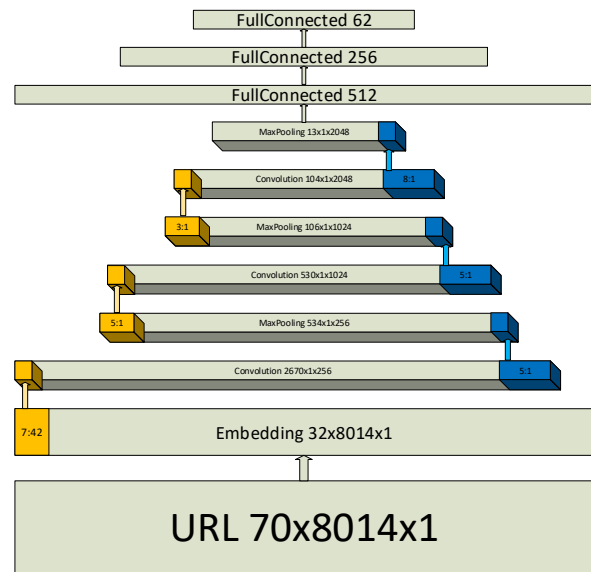 FullConnected 62
FullConnected 256
FullConnected 512
MaxPooling 13x1x2048
Convolution 104x1x2048
8:1
3:1
MaxPooling 106x1x1024
Convolution 530x1x1024
5:1
5:1
MaxPooling 534x1x256
Convolution 2670x1x256
5:1
7:42
Embedding 32x8014x1
URL 70x8014x1